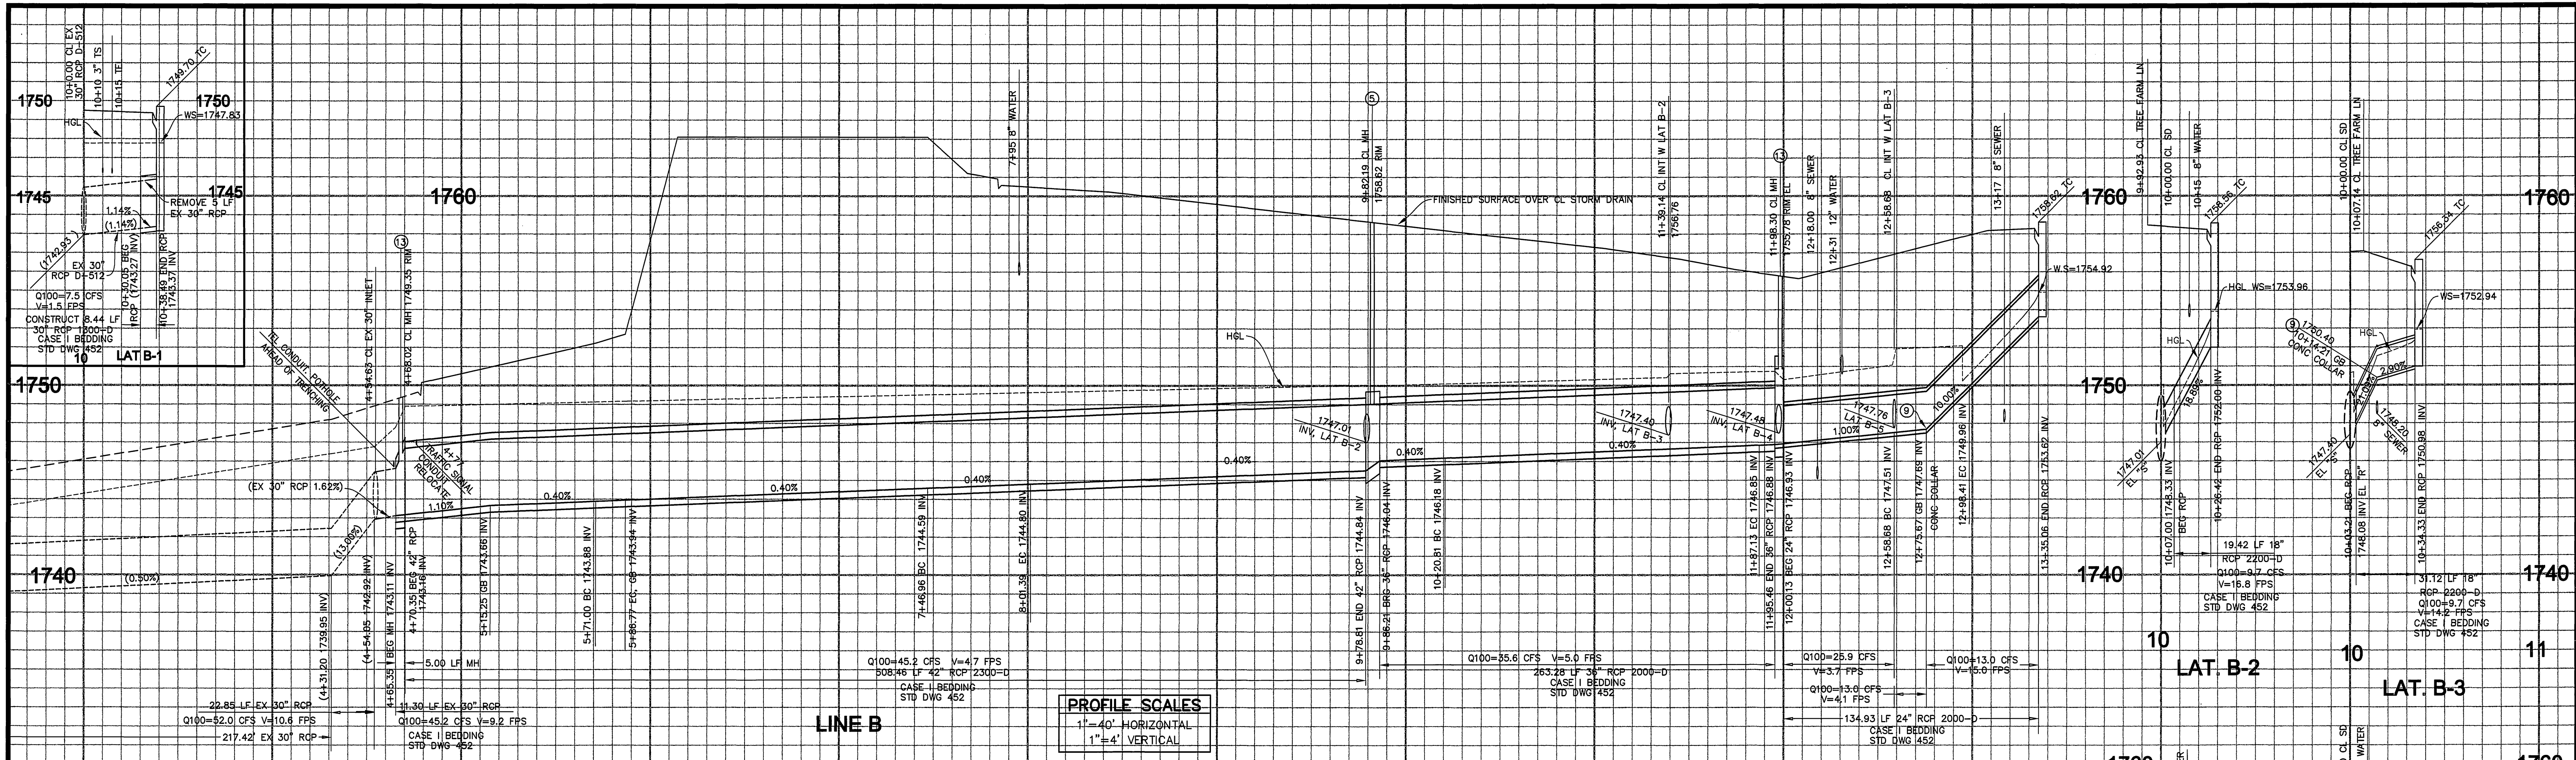 10+0.00 CL EX
30" RCP D-512
10+10 3" TS
10+15 TE
1749.70 TC
1750
1750
HGL
WS=1747.83
1745
1745
REMOVE 5 LF
EX 30" RCP
1.14%
(1.14%)
(1742.93)
EX 30"
RCP D-512
10+30.05 BEG
RCP (1743.27 INV)
10+38.49 END RCP
1743.37 INV
Q100=7.5 CFS
V=1.5 FPS
CONSTRUCT 8.44 LF
30" RCP 1300-D
CASE I BEDDING
STD DWG 452
10
LAT B-1
1760
1750
1740
TEL CONDUIT, POTHOLE
AHEAD OF TRENCHING
4+54.63 CL EX 30" INLET
13
4+68.02 CL MH 1749.35 RIM
4+77
TRAFFIC SIGNAL
CONDUIT
RELOCATE
(EX 30" RCP 1.62%)
1.10%
(13.00%)
(0.50%)
0.40%
0.40%
0.40%
0.40%
(4+31.20 1739.95 INV)
(4+54.05 1742.92 INV)
4+65.35 BEG MH 1743.11 INV
4+70.35 BEG 42" RCP
1743.16 INV
5+15.25 GB 1743.66 INV
5+71.00 BC 1743.88 INV
5+86.77 EC, GB 1743.94 INV
7+46.96 BC 1744.59 INV
8+01.39 EC 1744.80 INV
5.00 LF MH
22.85 LF EX 30" RCP
Q100=52.0 CFS V=10.6 FPS
217.42' EX 30" RCP
11.30 LF EX 30" RCP
Q100=45.2 CFS V=9.2 FPS
CASE I BEDDING
STD DWG 452
Q100=45.2 CFS V=4.7 FPS
508.46 LF 42" RCP 2300-D
CASE I BEDDING
STD DWG 452
LINE B
7+95 8" WATER
HGL
5
9+82.19 CL MH
1758.62 RIM
FINISHED SURFACE OVER CL STORM DRAIN
1747.01
INV, LAT B-2
0.40%
0.40%
9+78.81 END 42" RCP 1744.84 INV
9+86.21 BRG 36" RCP 1746.04 INV
10+20.81 BC 1746.18 INV
PROFILE SCALES
1"-40' HORIZONTAL
1"=4' VERTICAL
Q100=35.6 CFS V=5.0 FPS
263.28 LF 36" RCP 2000-D
CASE I BEDDING
STD DWG 452
11+39.14 CL INT W LAT B-2
1756.76
1747.40
INV, LAT B-3
13
11+98.30 CL MH
1755.78 RIM EL
12+18.00 8" SEWER
12+31 12" WATER
12+58.68 CL INT W LAT B-3
13-17 8" SEWER
1758.62 TC
W.S=1754.92
1747.48
INV, LAT B-4
1747.76
LAT B-5
9
1.00%
10.00%
11+87.13 EC 1746.85 INV
11+95.46 END 36" RCP 1746.88 INV
12+00.13 BEG 24" RCP 1746.93 INV
12+58.68 BC 1747.51 INV
12+75.67 GB 1747.69 INV
CONC COLLAR
12+98.41 EC 1749.96 INV
13+35.06 END RCP 1753.62 INV
Q100=25.9 CFS
V=3.7 FPS
Q100=13.0 CFS
V=4.1 FPS
Q100=13.0 CFS
V=15.0 FPS
134.93 LF 24" RCP 2000-D
CASE I BEDDING
STD DWG 452
1760
1750
1740
9+92.93 CL TREE FARM LN
10+00.00 CL SD
10+15 8" WATER
1758.56 TC
HGL WS=1753.96
HGL
18.89%
1747.01
EL "S"
10+07.00 1748.33 INV
BEG RCP
10+26.42 END RCP 1752.00 INV
19.42 LF 18"
RCP 2200-D
Q100=9.7 CFS
V=16.8 FPS
CASE I BEDDING
STD DWG 452
10
LAT. B-2
10+00.00 CL SD
10+07.14 CL TREE FARM LN
1756.34 TC
WS=1752.94
9
1750.40
10+14.21 GB
CONC COLLAR
HGL
2.90%
21.09%
1748.20
5" SEWER
1747.40
EL "S"
10+03.21 BEG RCP
1748.08 INV EL "R"
10+34.33 END RCP 1750.98 INV
31.12 LF 18"
RCP 2200-D
Q100=9.7 CFS
V=14.2 FPS
CASE I BEDDING
STD DWG 452
10
11
LAT. B-3
1760
1740
CL SD
WATER
1760
1760